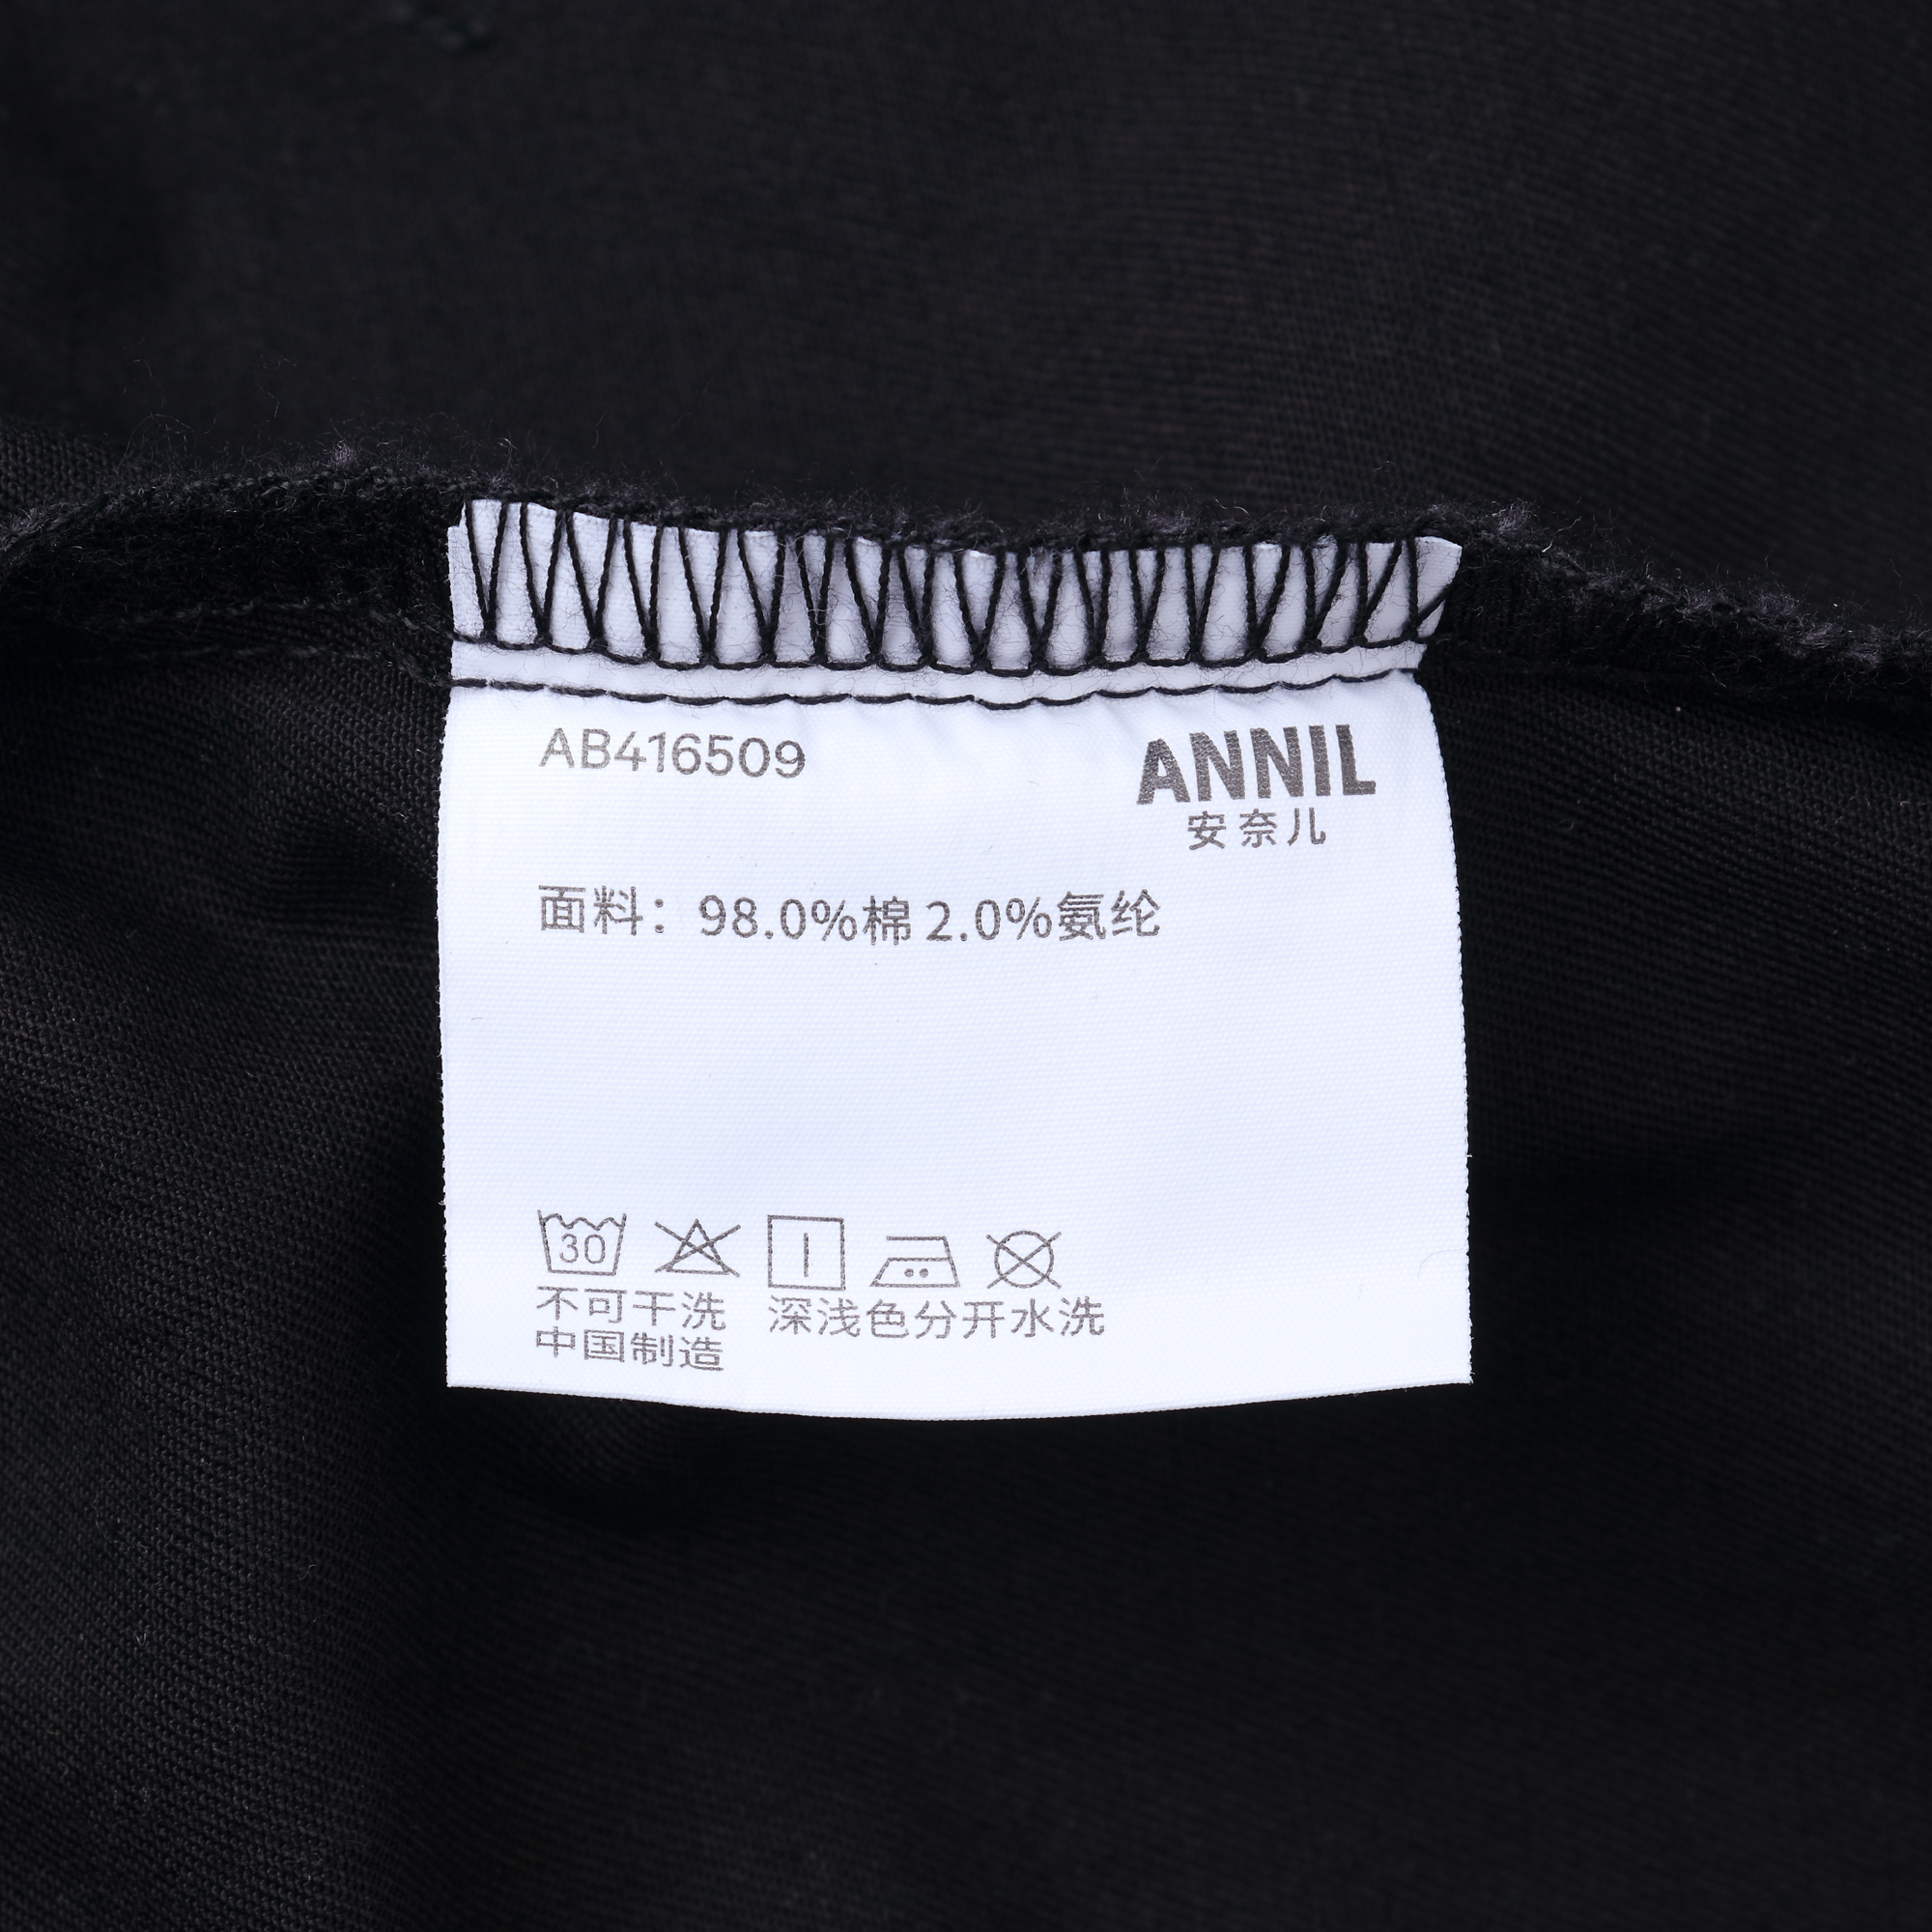 AB416509
ANNIL
安奈儿
面料：98.0%棉 2.0%氨纶
30
不可干洗 深浅色分开水洗
中国制造